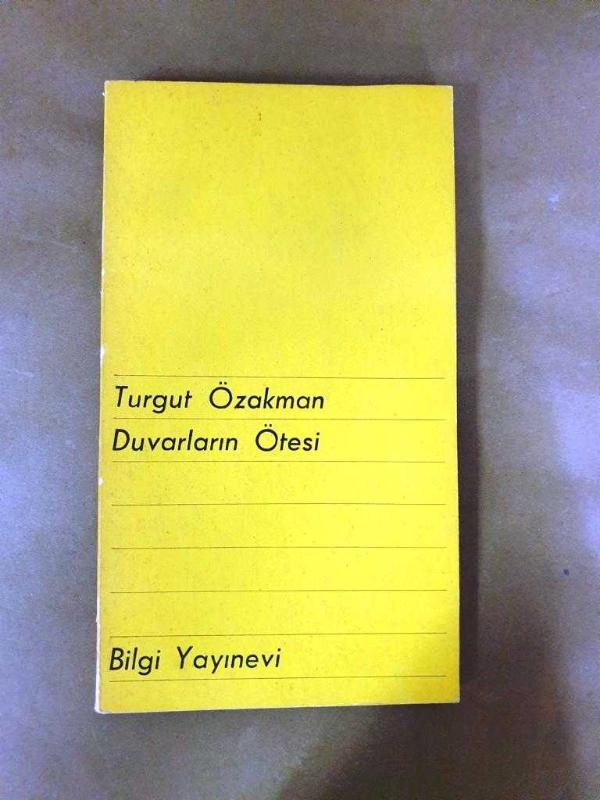 Turgut Özakman
Duvarların Ötesi
Bilgi Yayınevi